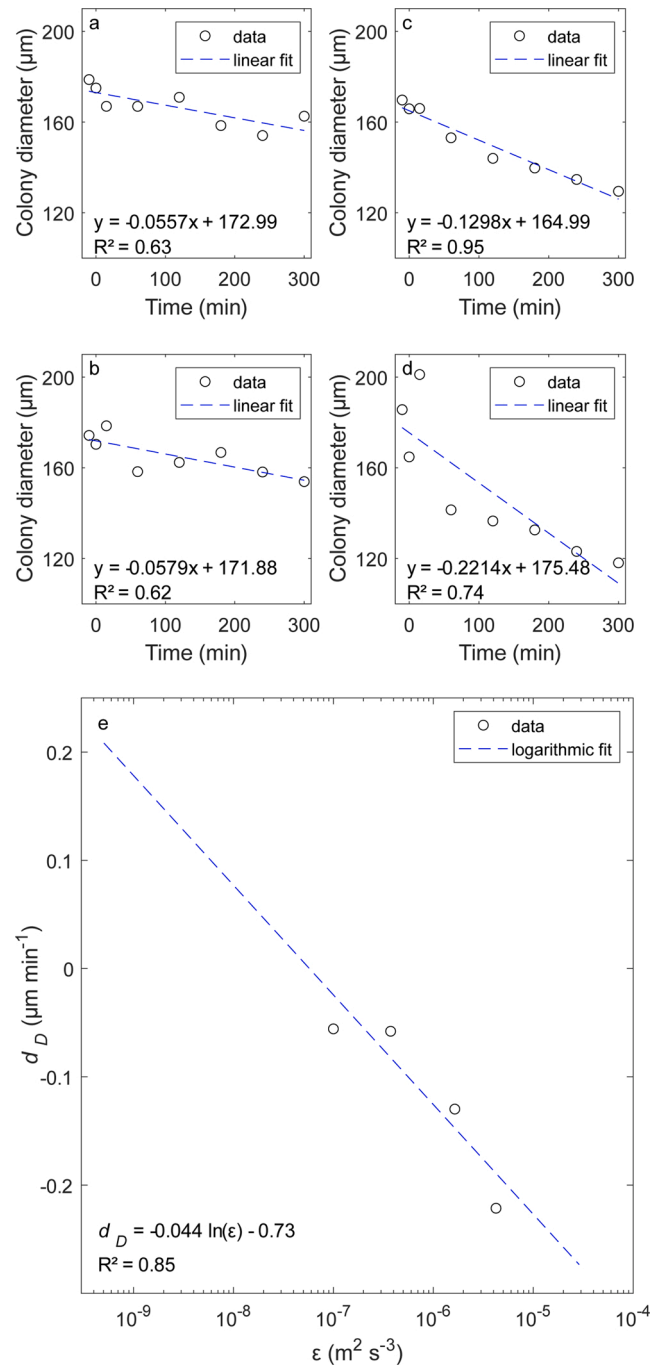 a
data
linear fit
210
200
160
120
Colony diameter (μm)
y = -0.0557x + 172.99
R² = 0.63
0 100 200 300
Time (min)
c
data
linear fit
200
160
120
Colony diameter (μm)
y = -0.1298x + 164.99
R² = 0.95
0 100 200 300
Time (min)
b
data
linear fit
200
160
120
Colony diameter (μm)
y = -0.0579x + 171.88
R² = 0.62
0 100 200 300
Time (min)
d
data
linear fit
200
160
120
Colony diameter (μm)
y = -0.2214x + 175.48
R² = 0.74
0 100 200 300
Time (min)
e
data
logarithmic fit
0.2
0.1
0
-0.1
-0.2
d D (μm min⁻¹)
d D = -0.044 ln(ε) - 0.73
R² = 0.85
10⁻⁹ 10⁻⁸ 10⁻⁷ 10⁻⁶ 10⁻⁵ 10⁻⁴
ε (m² s⁻³)